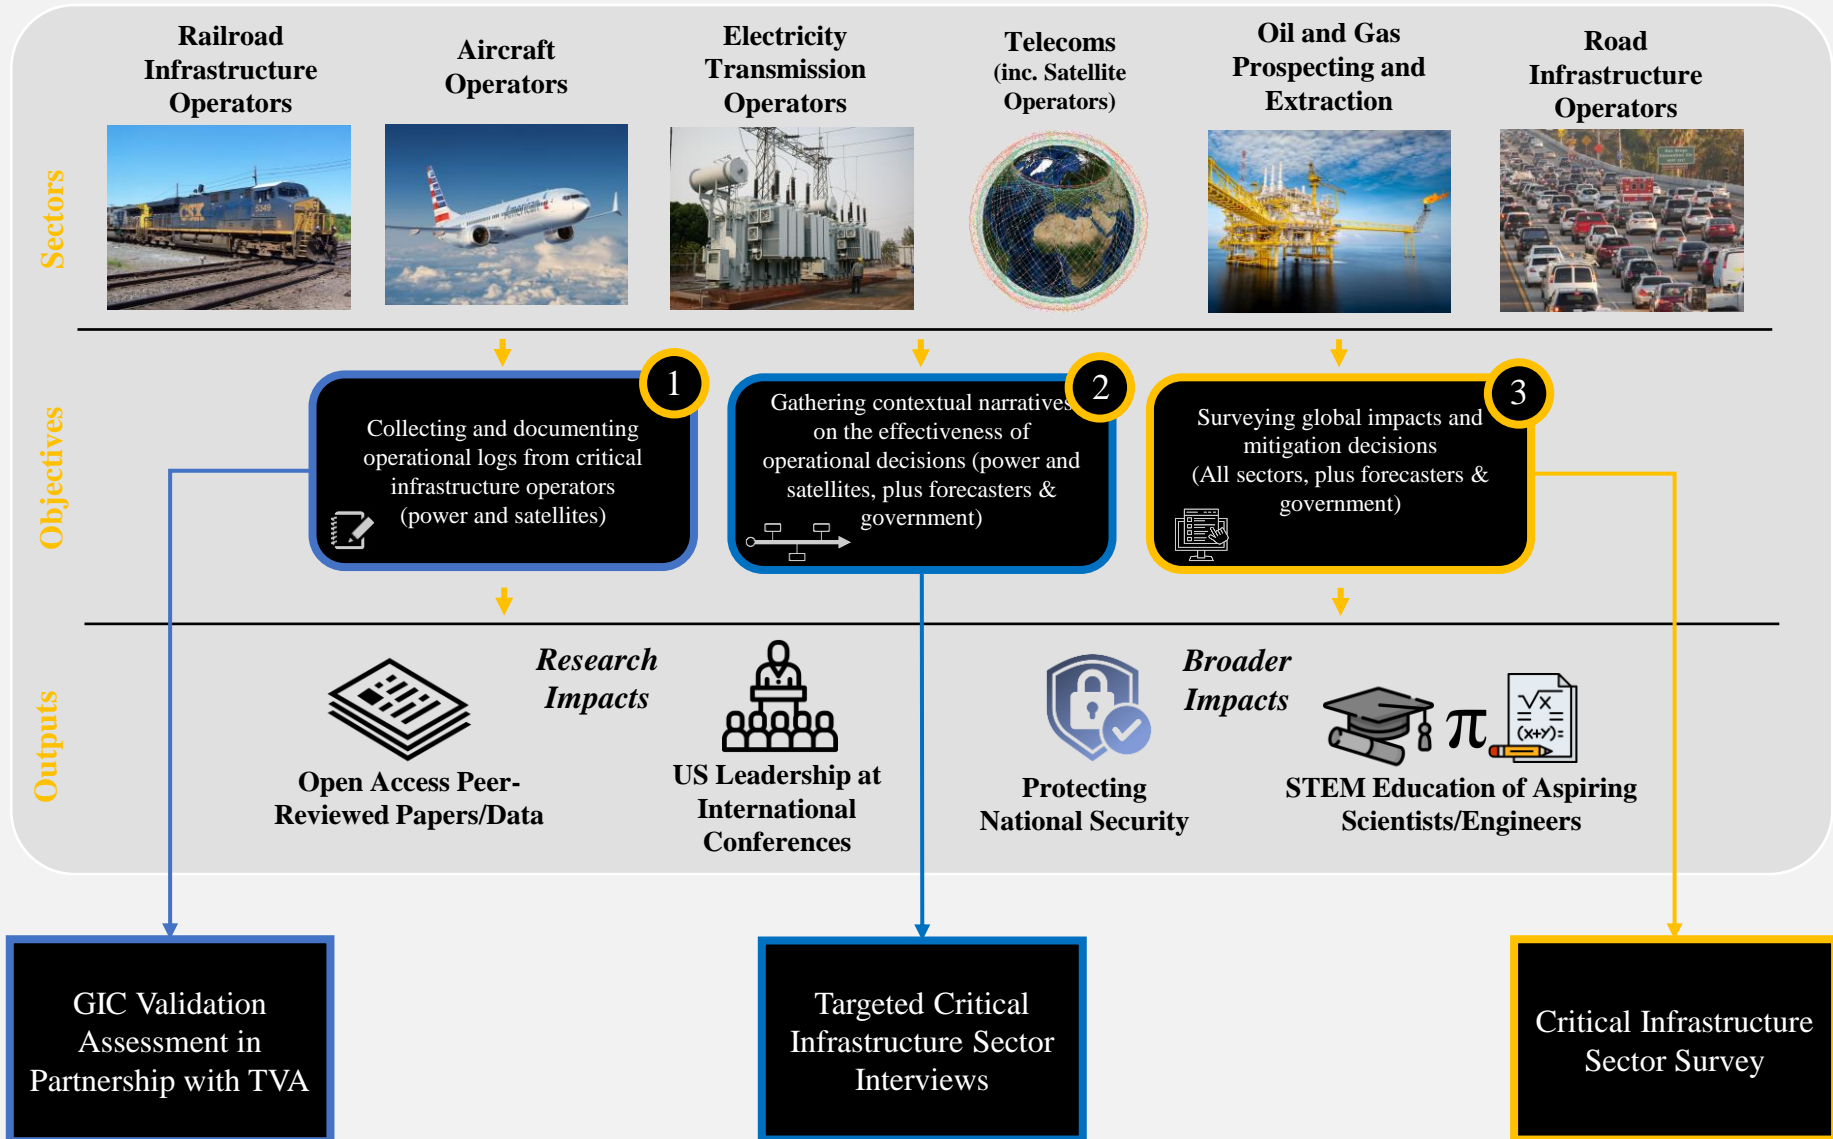 Railroad
Infrastructure
Operators
Aircraft
Operators
Electricity
Transmission
Operators
Telecoms
(inc. Satellite
Operators)
Oil and Gas
Prospecting and
Extraction
Road
Infrastructure
Operators
Sectors
CSX
5349
American
Objectives
1
Collecting and documenting
operational logs from critical
infrastructure operators
(power and satellites)
2
Gathering contextual narratives
on the effectiveness of
operational decisions (power and
satellites, plus forecasters &
government)
3
Surveying global impacts and
mitigation decisions
(All sectors, plus forecasters &
government)
Outputs
Research
Impacts
Open Access Peer-
Reviewed Papers/Data
US Leadership at
International
Conferences
Broader
Impacts
Protecting
National Security
π
√x
(x+y)=
STEM Education of Aspiring
Scientists/Engineers
GIC Validation
Assessment in
Partnership with TVA
Targeted Critical
Infrastructure Sector
Interviews
Critical Infrastructure
Sector Survey